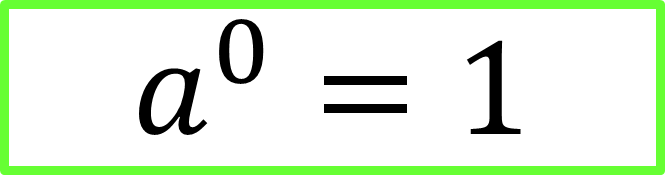 a⁰ = 1